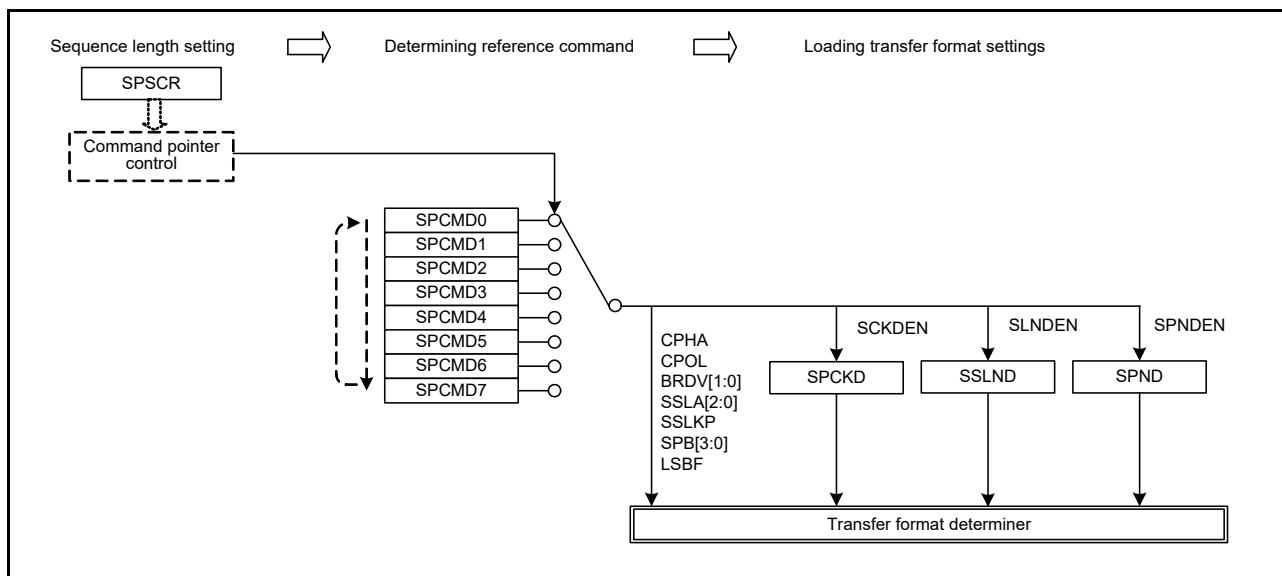 Sequence length setting
Determining reference command
Loading transfer format settings
SPSCR
Command pointer
control
SPCMD0
SPCMD1
SPCMD2
SPCMD3
SPCMD4
SPCMD5
SPCMD6
SPCMD7
CPHA
CPOL
BRDV[1:0]
SSLA[2:0]
SSLKP
SPB[3:0]
LSBF
SCKDEN
SLNDEN
SPNDEN
SPCKD
SSLND
SPND
Transfer format determiner